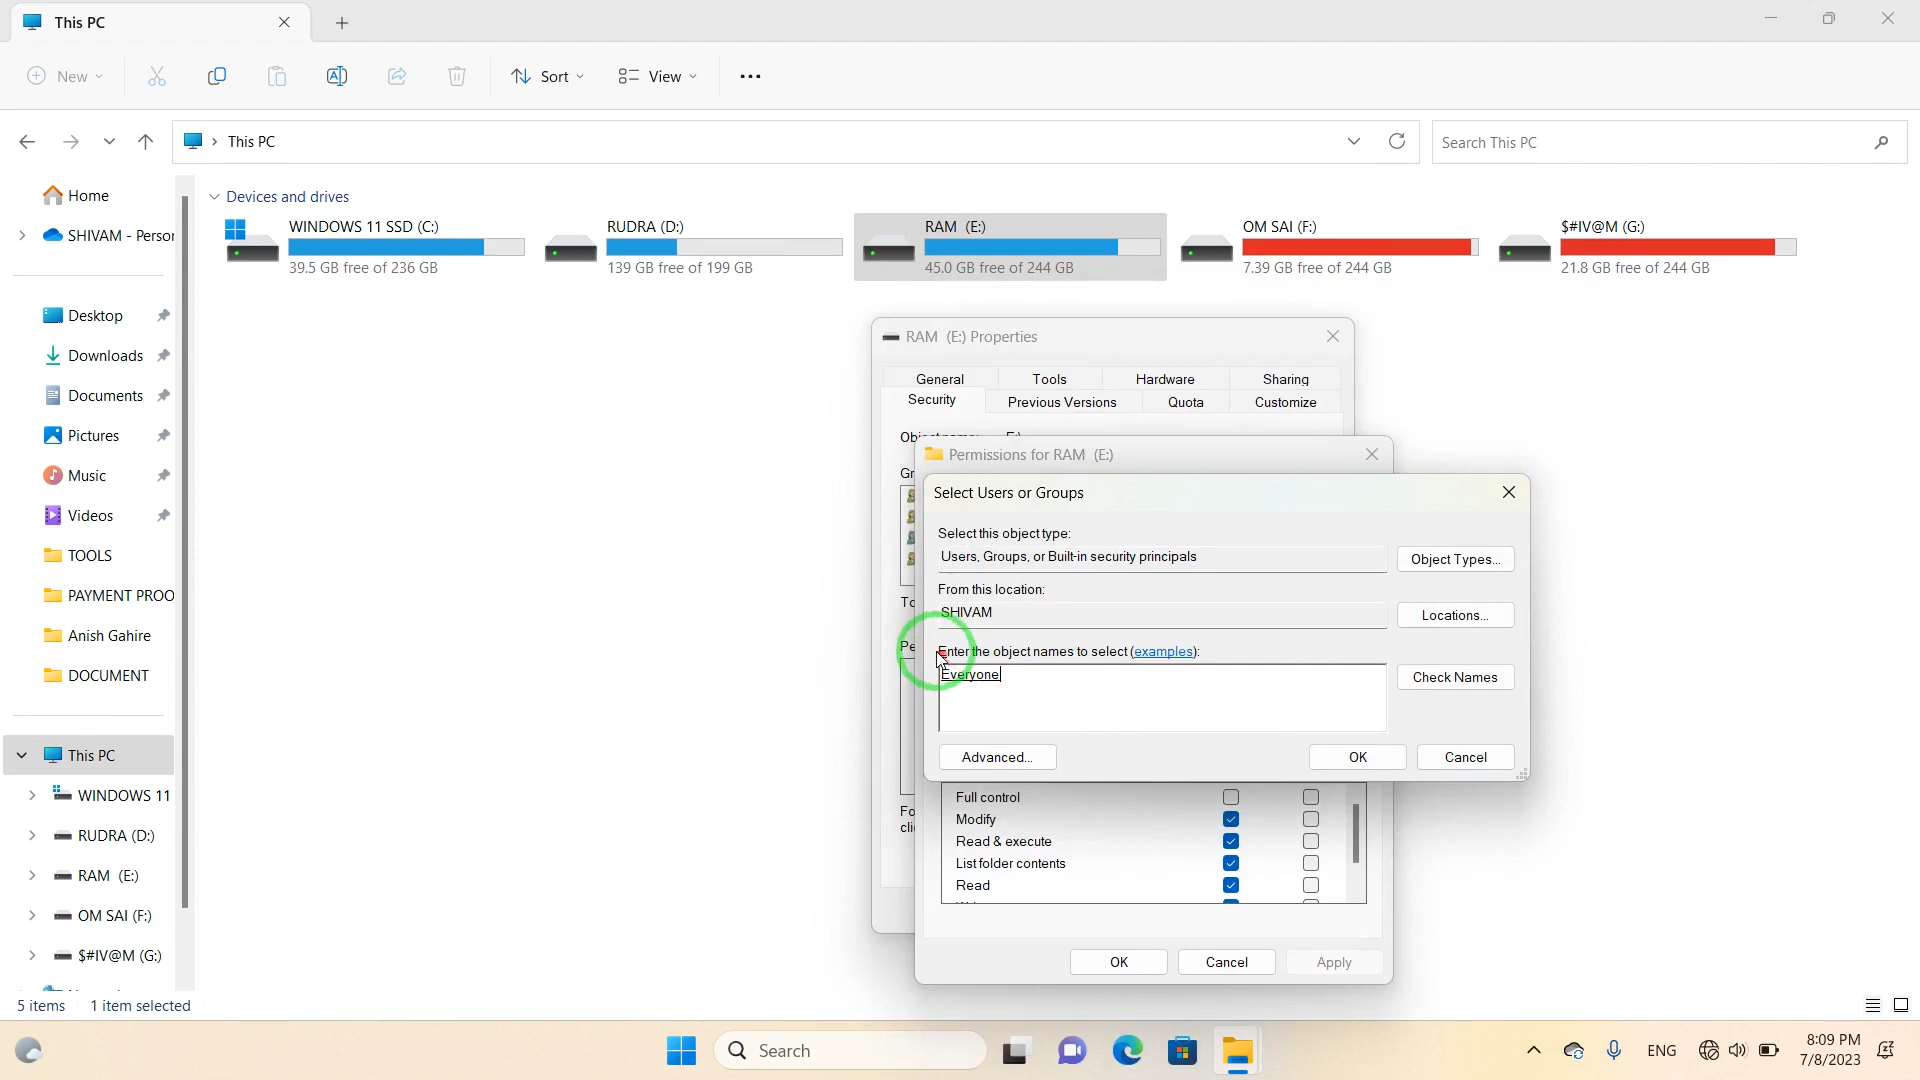 This PC
New
Sort
View
This PC
Search This PC
Home
SHIVAM - Person
Desktop
Downloads
Documents
Pictures
Music
Videos
TOOLS
PAYMENT PROO
Anish Gahire
DOCUMENT
This PC
WINDOWS 11
RUDRA (D:)
RAM (E:)
OM SAI (F:)
$#IV@M (G:)
Devices and drives
WINDOWS 11 SSD (C:)
39.5 GB free of 236 GB
RUDRA (D:)
139 GB free of 199 GB
RAM (E:)
45.0 GB free of 244 GB
OM SAI (F:)
7.39 GB free of 244 GB
$#IV@M (G:)
21.8 GB free of 244 GB
RAM (E:) Properties
General Tools Hardware Sharing
Security Previous Versions Quota Customize
Permissions for RAM (E:)
Select Users or Groups
Select this object type:
Users, Groups, or Built-in security principals
Object Types...
From this location:
SHIVAM
Locations...
Enter the object names to select (examples):
Everyone
Check Names
Advanced...
OK
Cancel
Full control
Modify
Read & execute
List folder contents
Read
OK
Cancel
Apply
5 items 1 item selected
Search
ENG
8:09 PM
7/8/2023